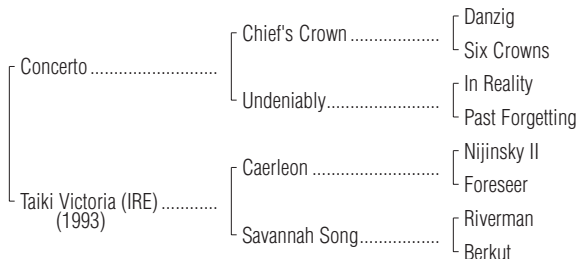 Danzig
Chief's Crown ...................
Six Crowns
Concerto ...........................
In Reality
Undeniably........................
Past Forgetting
Nijinsky II
Caerleon ...........................
Foreseer
Taiki Victoria (IRE) ............
(1993)
Riverman
Savannah Song.................
Berkut